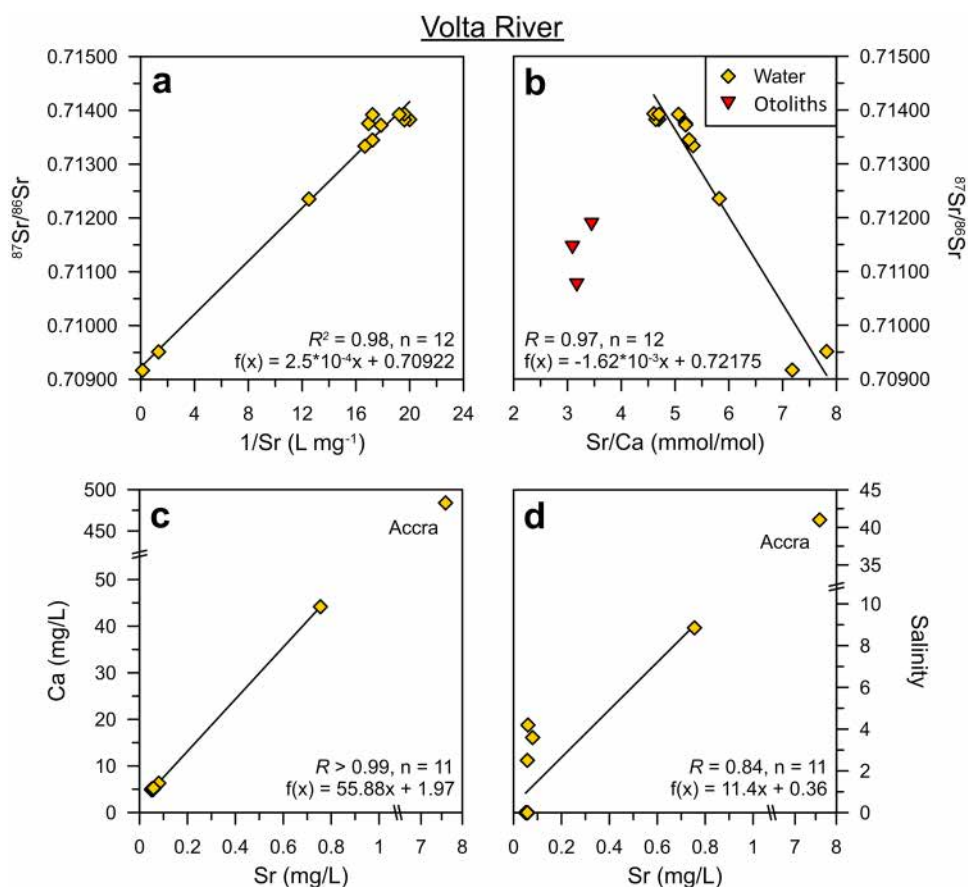 Volta River
a
0.71500
0.71400
0.71300
0.71200
0.71100
0.71000
0.70900
⁸⁷Sr/⁸⁶Sr
R² = 0.98, n = 12
f(x) = 2.5*10⁻⁴x + 0.70922
0 4 8 12 16 20 24
1/Sr (L mg⁻¹)
b
Water
Otoliths
0.71500
0.71400
0.71300
0.71200
0.71100
0.71000
0.70900
⁸⁷Sr/⁸⁶Sr
R = 0.97, n = 12
f(x) = -1.62*10⁻³x + 0.72175
2 3 4 5 6 7 8
Sr/Ca (mmol/mol)
c
500
450
50
40
30
20
10
0
Ca (mg/L)
Accra
R > 0.99, n = 11
f(x) = 55.88x + 1.97
0 0.2 0.4 0.6 0.8 1 7 8
Sr (mg/L)
d
45
40
35
10
8
6
4
2
0
Salinity
Accra
R = 0.84, n = 11
f(x) = 11.4x + 0.36
0 0.2 0.4 0.6 0.8 1 7 8
Sr (mg/L)